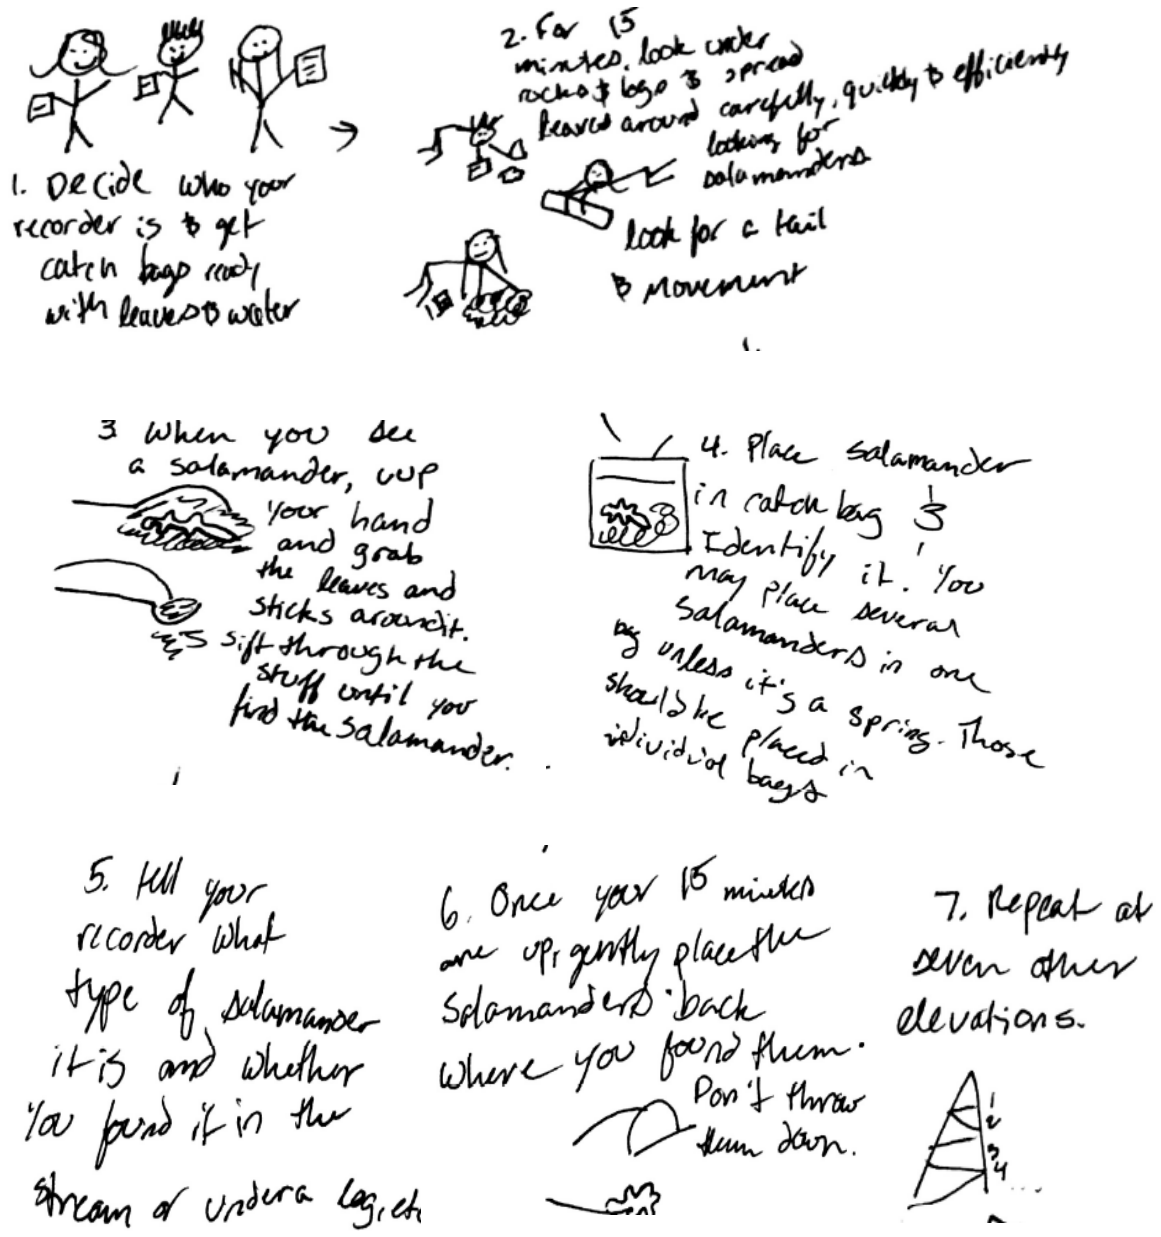 1. Decide who your
recorder is & get
catch bags ready
with leaves & water
2. For 15
minutes, look under
rocks & logs & spread
leaves around carefully, quickly & efficiently
looking for
salamanders
look for a tail
& movement
3. When you see
a salamander, cup
your hand
and grab
the leaves and
sticks around it.
sift through the
stuff until you
find the salamander.
4. Place salamander
in catch bag &
Identify it. You
may place several
salamanders in one
bag unless it's a spring. Those
should be placed in
individual bags
5. tell your
recorder what
type of salamander
it is and whether
you found it in the
stream or under a log, etc
6. Once your 15 minutes
are up, gently place the
salamanders back
where you found them.
Don't throw
them down.
7. Repeat at
seven other
elevations.
1
2
3
4 ....